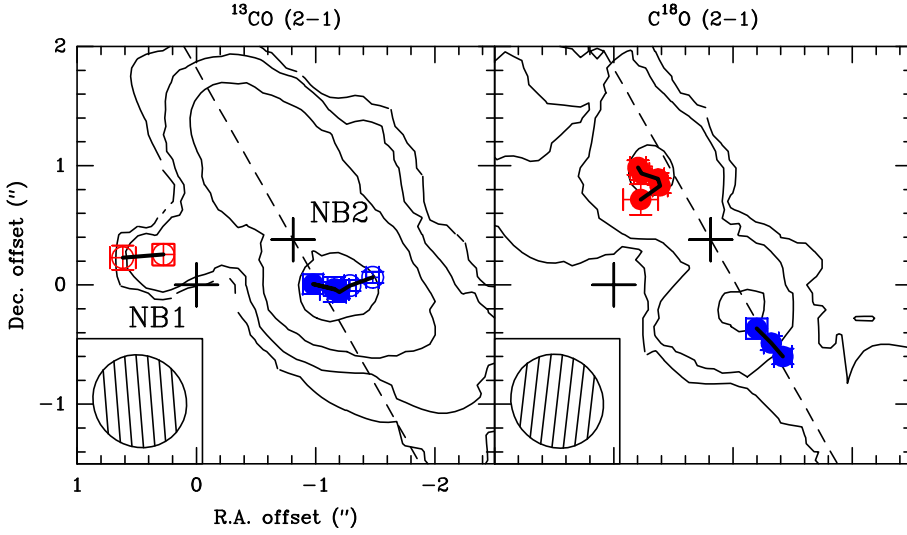 ¹³CO (2−1)
C¹⁸O (2−1)
2
1
0
−1
Dec. offset (")
NB2
NB1
1 0 −1 −2
R.A. offset (")